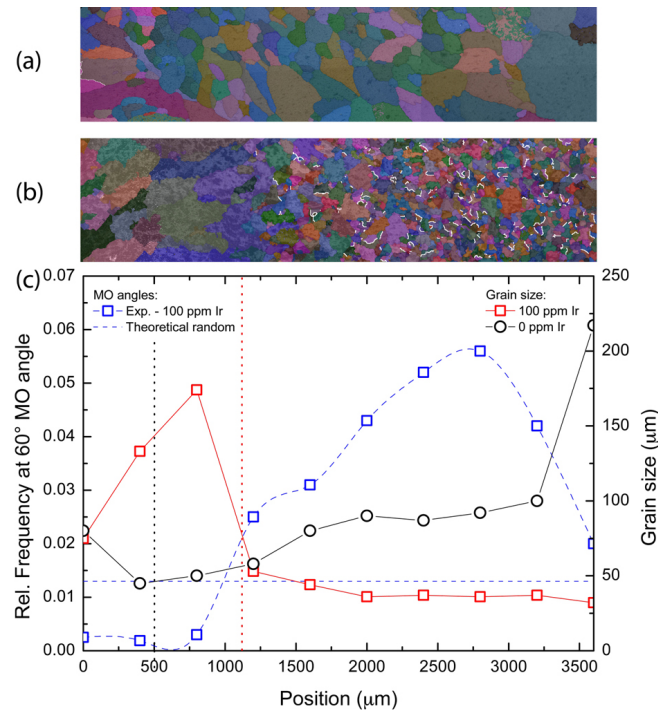 (a)
(b)
(c)
0.07
0.06
0.05
0.04
0.03
0.02
0.01
0.00
Rel. Frequency at 60° MO angle
MO angles:
Exp. - 100 ppm Ir
Theoretical random
Grain size:
100 ppm Ir
0 ppm Ir
250
200
150
100
50
0
Grain size (μm)
0 500 1000 1500 2000 2500 3000 3500
Position (μm)